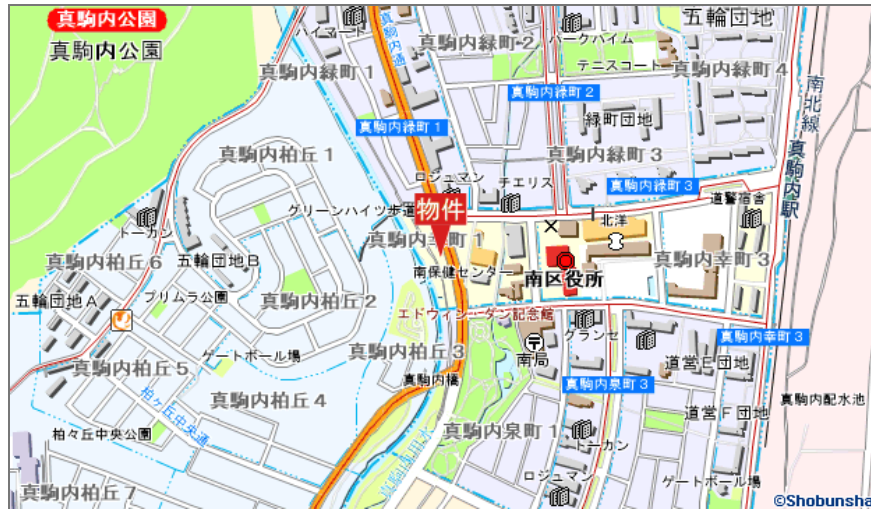 真駒内公園
真駒内公園
ハイマート
真駒内通
真駒内緑町1
真駒内緑町2
パークハイム
テニスコート
五輪団地
真駒内緑町4
真駒内緑町2
真駒内緑町1
緑町団地
真駒内緑町3
南北線 真駒内駅
真駒内柏丘1
ロジュマン
チエリス
真駒内緑町3
道警宿舎
グリーンハイツ歩道
物件
北洋
トーカン
真駒内幸町1
真駒内柏丘6
五輪団地B
南保健センター
南区役所
真駒内幸町3
五輪団地A
プリムラ公園
真駒内柏丘2
エドウィン・ダン記念館
グランセ
真駒内柏丘3
南局
真駒内幸町3
ゲートボール場
真駒内柏丘5
真駒内橋
道営E団地
真駒内泉町3
真駒内柏丘4
柏ヶ丘中央通
真駒内配水池
道営F団地
柏々丘中央公園
真駒内泉町1
トーカン
真駒内柏丘7
ロジュマン
ゲートボール場
©Shobunsha